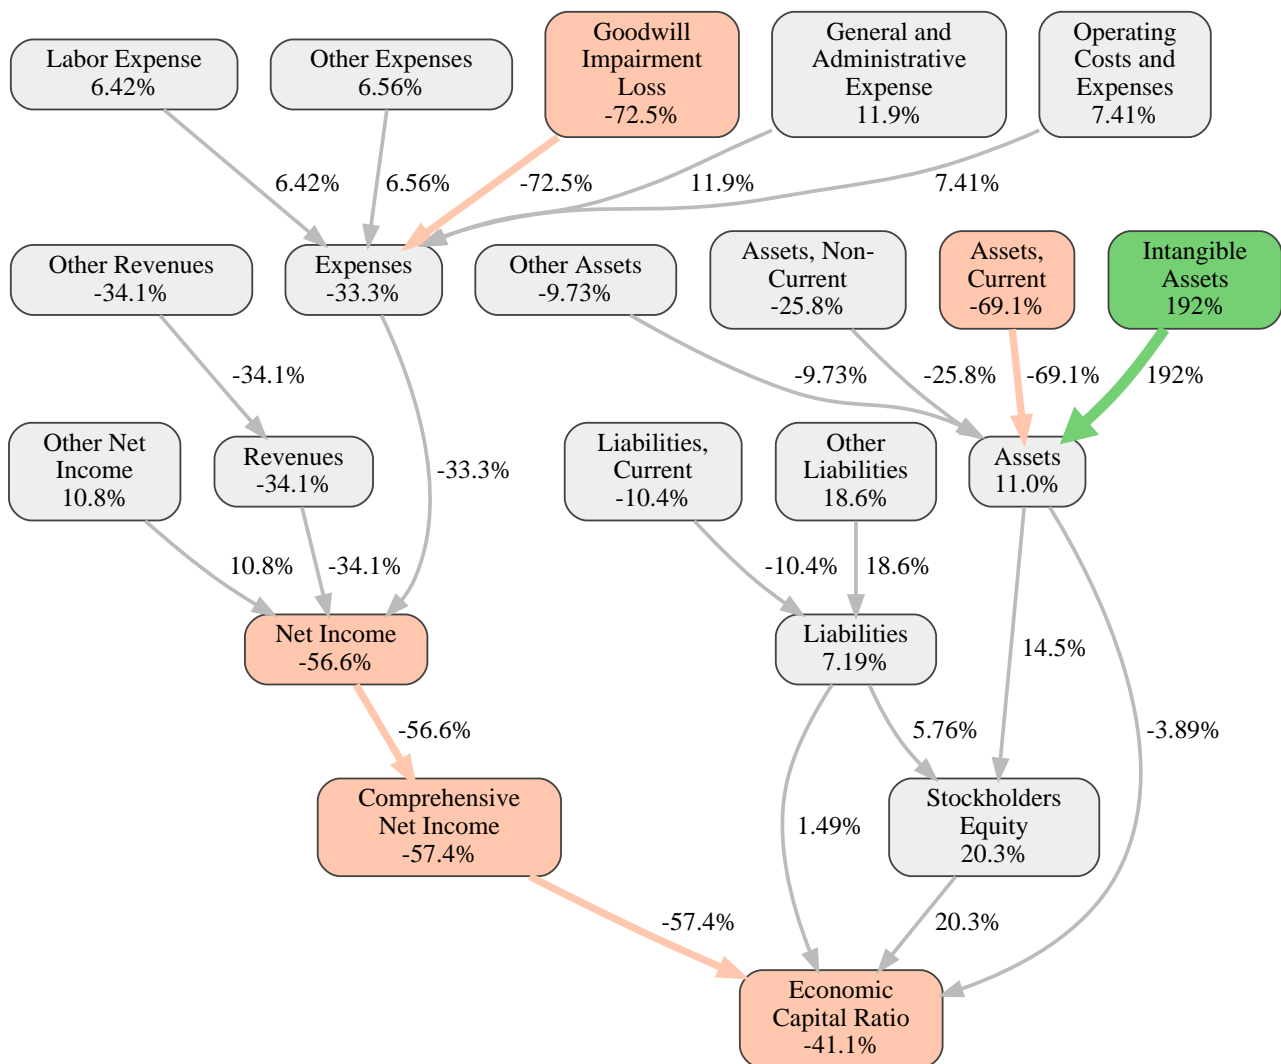 Labor Expense
6.42%
Other Expenses
6.56%
Goodwill
Impairment
Loss
-72.5%
General and
Administrative
Expense
11.9%
Operating
Costs and
Expenses
7.41%
6.42%
6.56%
-72.5%
11.9%
7.41%
Other Revenues
-34.1%
Expenses
-33.3%
Other Assets
-9.73%
Assets, Non-
Current
-25.8%
Assets,
Current
-69.1%
Intangible
Assets
192%
-34.1%
-9.73%
-25.8%
-69.1%
192%
Other Net
Income
10.8%
Revenues
-34.1%
-33.3%
Liabilities,
Current
-10.4%
Other
Liabilities
18.6%
Assets
11.0%
10.8%
-34.1%
-10.4%
18.6%
Net Income
-56.6%
Liabilities
7.19%
14.5%
-56.6%
5.76%
-3.89%
Comprehensive
Net Income
-57.4%
1.49%
Stockholders
Equity
20.3%
-57.4%
20.3%
Economic
Capital Ratio
-41.1%